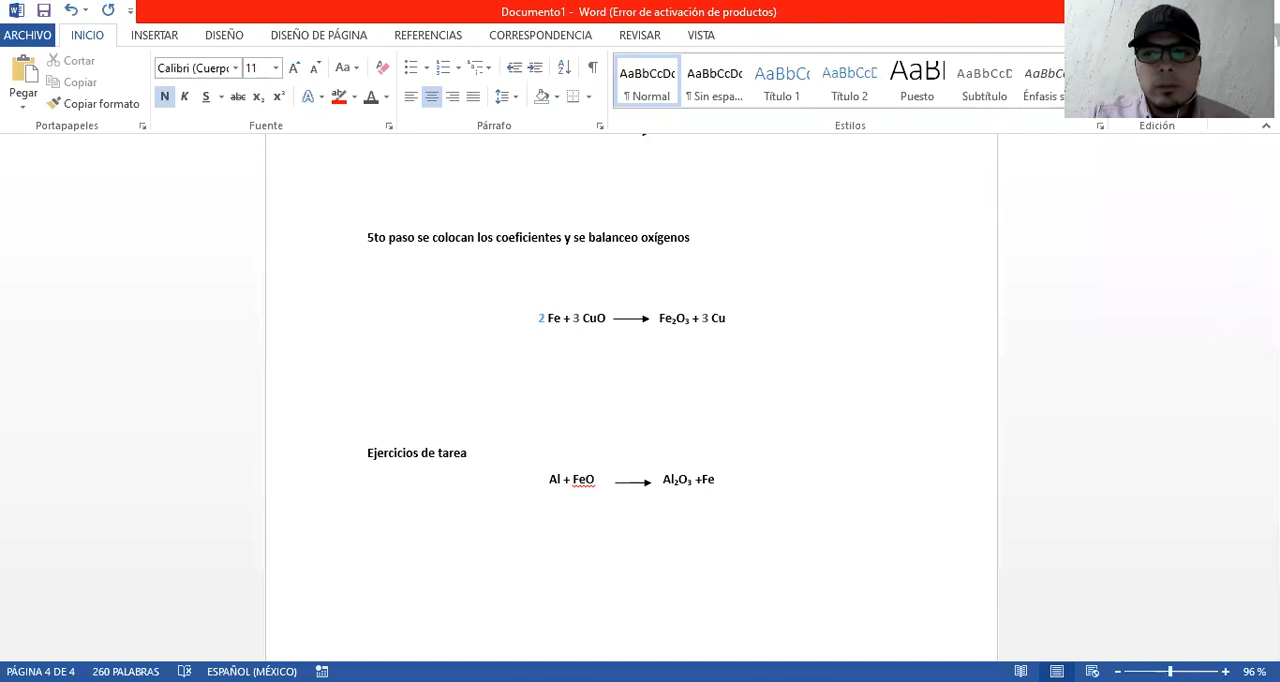 Documento1 - Word (Error de activación de productos)
ARCHIVO INICIO INSERTAR DISEÑO DISEÑO DE PÁGINA REFERENCIAS CORRESPONDENCIA REVISAR VISTA
Pegar
Cortar
Copiar
Copiar formato
Portapapeles
Calibri (Cuerpo 11
N K S abc x₂ x²
Fuente
Párrafo
AaBbCcDc AaBbCcDc AaBbCc AaBbCcC AaBl AaBbCcD AaBbCc
¶ Normal ¶ Sin espa... Título 1 Título 2 Puesto Subtítulo Énfasis s
Estilos
Edición
5to paso se colocan los coeficientes y se balanceo oxígenos
2 Fe + 3 CuO ⟶ Fe₂O₃ + 3 Cu
Ejercicios de tarea
Al + FeO ⟶ Al₂O₃ +Fe
PÁGINA 4 DE 4 260 PALABRAS ESPAÑOL (MÉXICO) 96 %